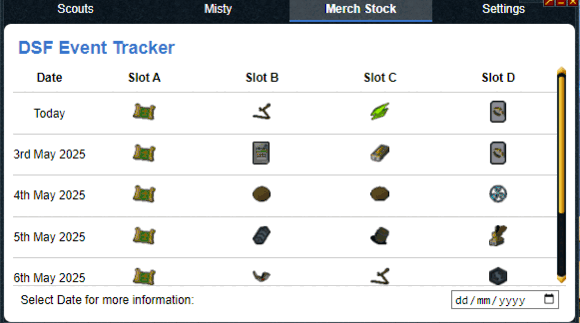 Scouts Misty Merch Stock Settings
DSF Event Tracker
Date Slot A Slot B Slot C Slot D
Today
3rd May 2025
4th May 2025
5th May 2025
6th May 2025
Select Date for more information: dd/mm/yyyy